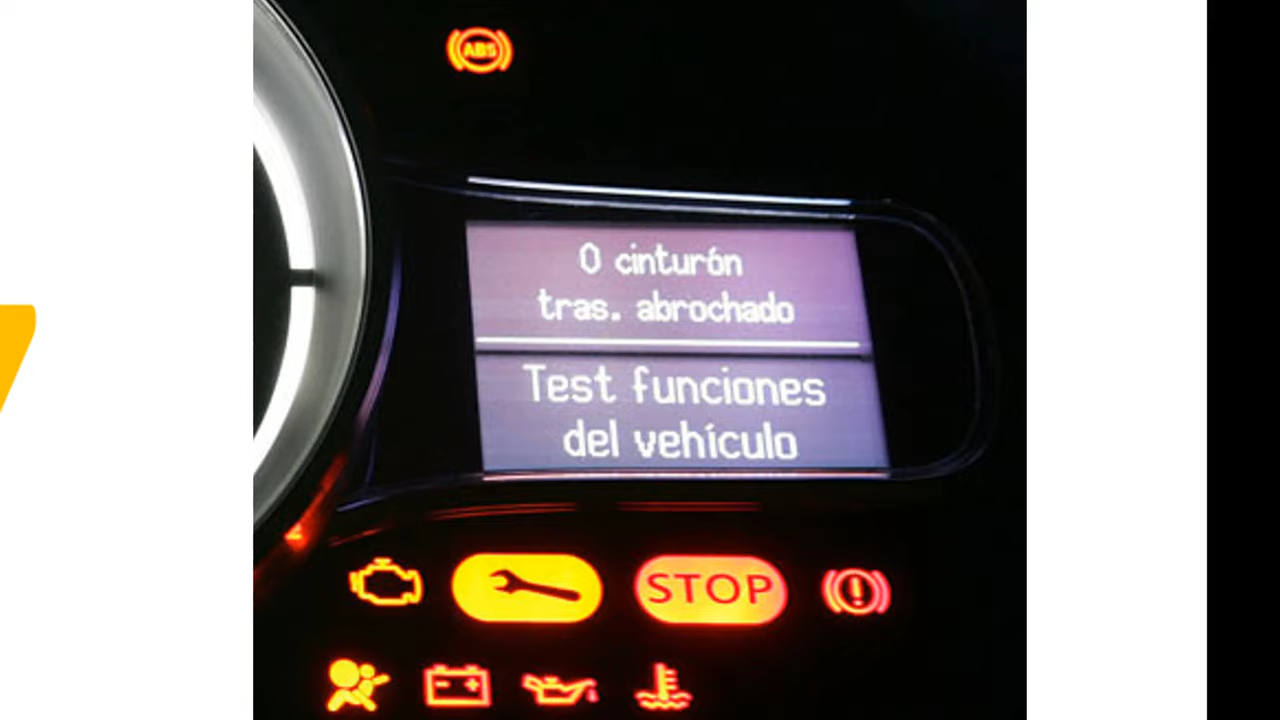 ABS
0 cinturón
tras. abrochado
Test funciones
del vehículo
STOP